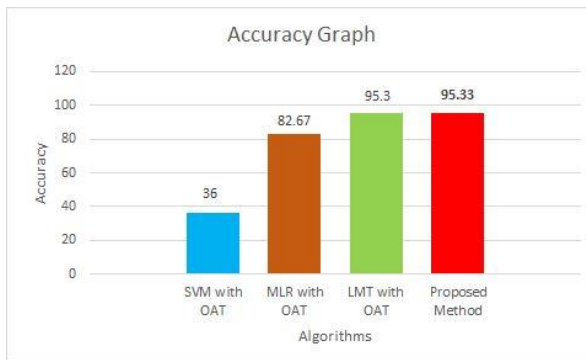 Accuracy Graph
120
100
80
60
40
20
0
Accuracy
36
82.67
95.3
95.33
SVM with
OAT
MLR with
OAT
LMT with
OAT
Proposed
Method
Algorithms